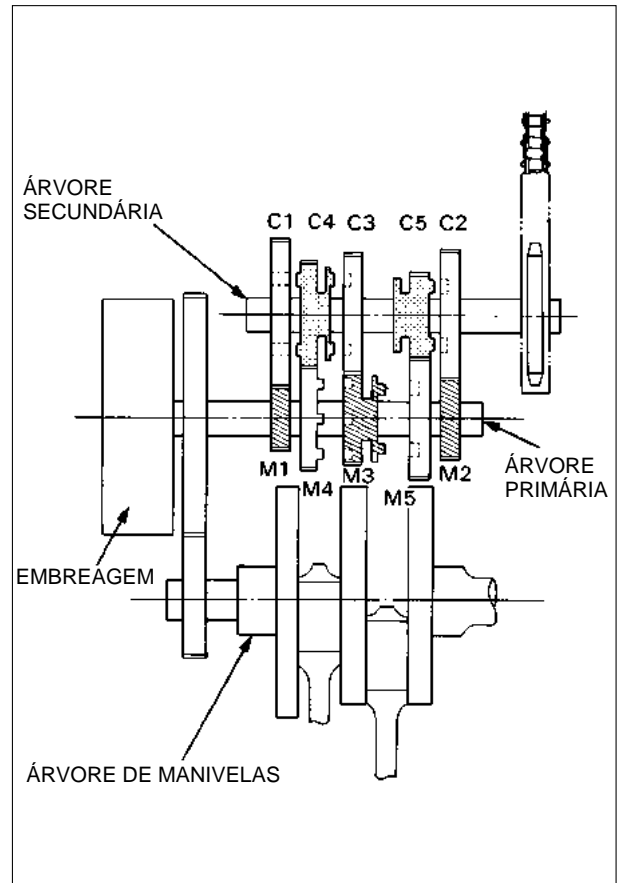 ÁRVORE
SECUNDÁRIA
C1 C4 C3 C5 C2
M1
M4
M3
M5
M2
ÁRVORE
PRIMÁRIA
EMBREAGEM
ÁRVORE DE MANIVELAS